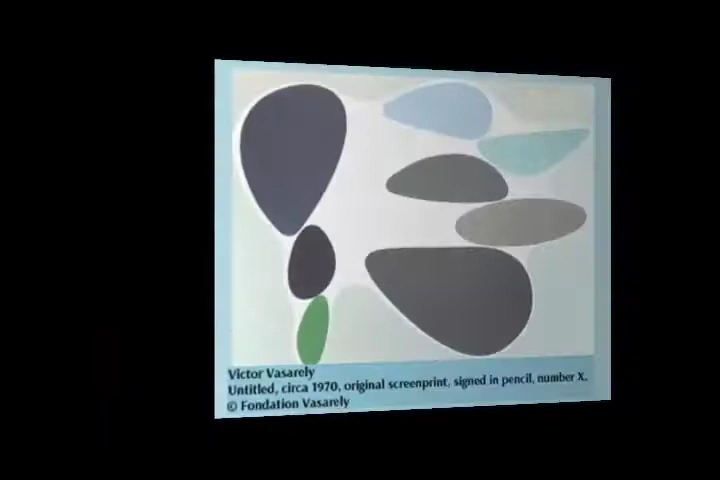 Victor Vasarely
Untitled, circa 1970, original screenprint, signed in pencil, number X.
© Fondation Vasarely